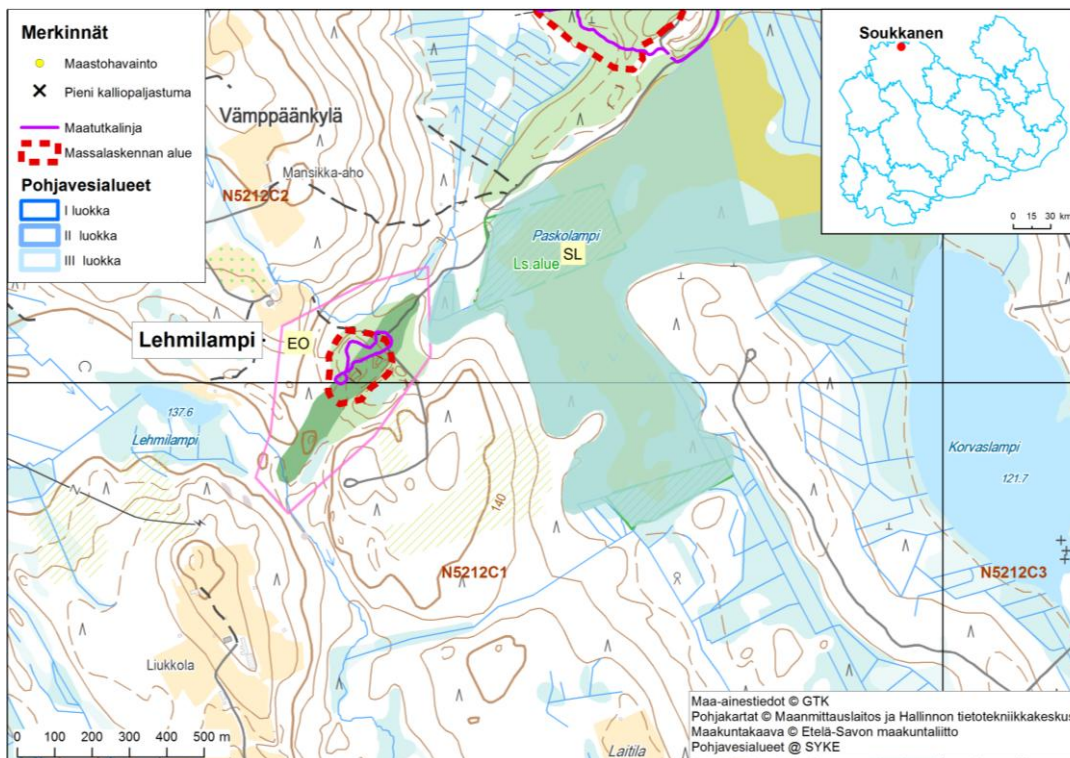 Merkinnät
Maastohavainto
Pieni kalliopaljastuma
Maatutkalinja
Massalaskennan alue
Pohjavesialueet
I luokka
II luokka
III luokka
Vämppäänkylä
Mansikka-aho
N5212C2
Soukkanen
0 15 30 km
Paskolampi
Ls alue
SL
Lehmilampi
EO
137.6
Lehmilampi
Korvaslampi
121.7
140
N5212C1
N5212C3
Liukkola
Laitila
0 100 200 300 400 500 m
Maa-ainestiedot © GTK
Pohjakartat © Maanmittauslaitos ja Hallinnon tietotekniikkakeskus
Maakuntakaava © Etelä-Savon maakuntaliitto
Pohjavesialueet @ SYKE